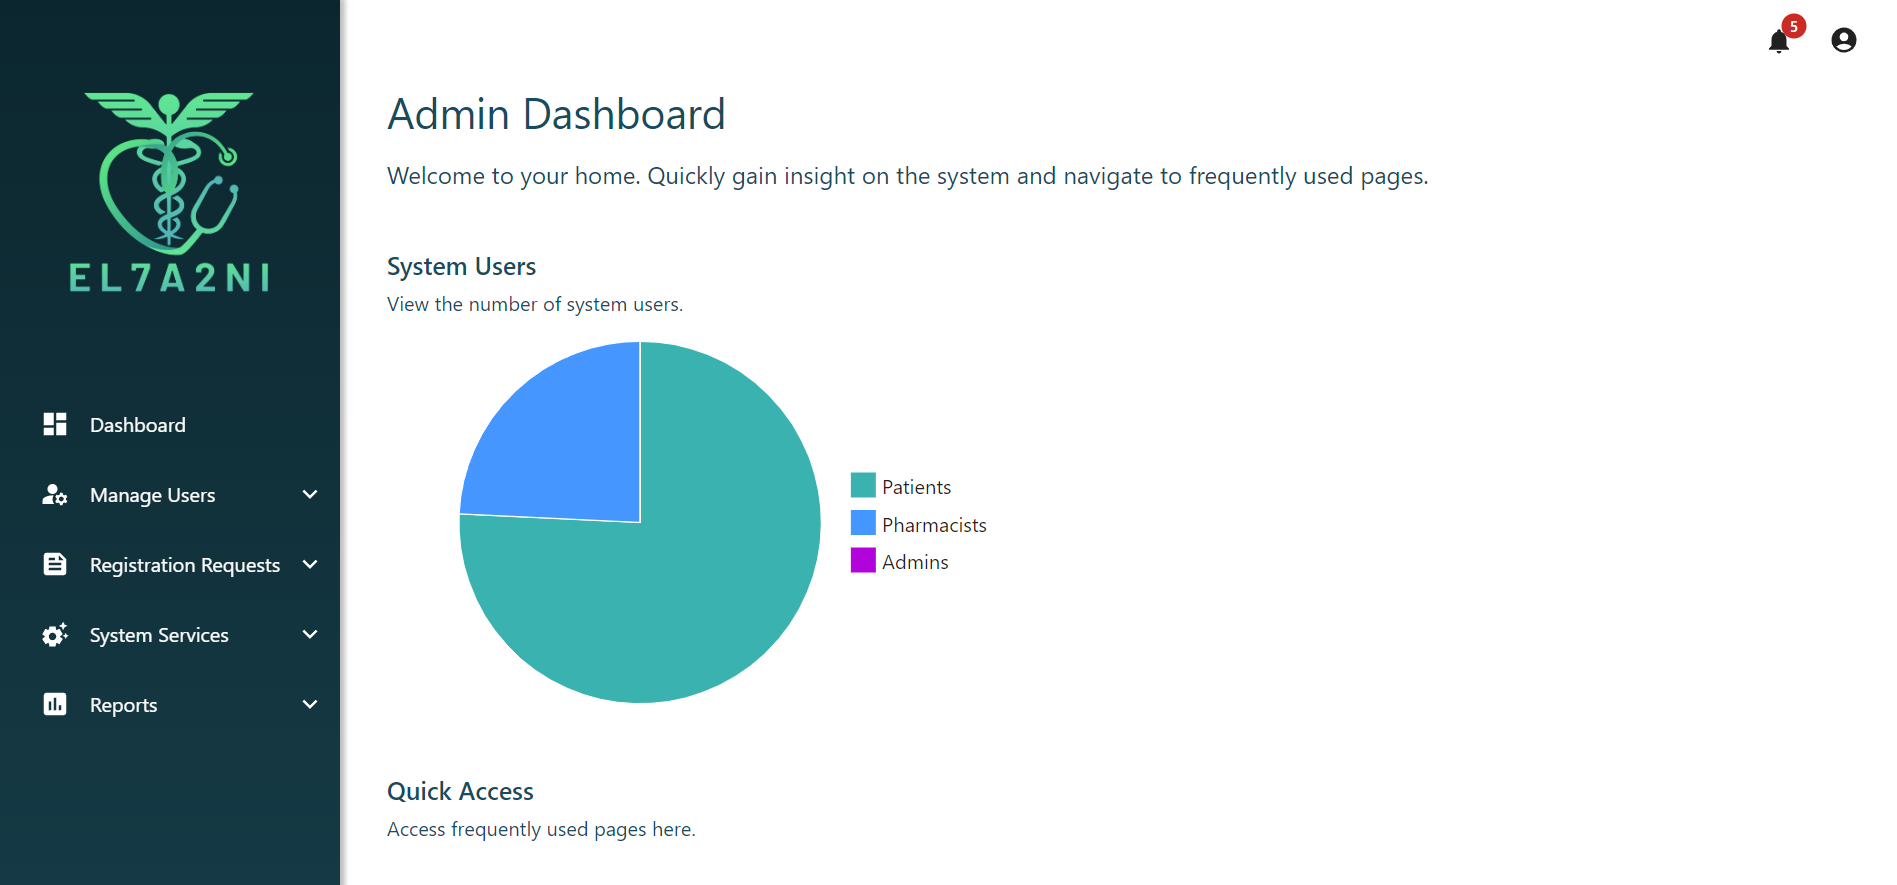 5
EL7A2NI
Admin Dashboard
Welcome to your home. Quickly gain insight on the system and navigate to frequently used pages.
System Users
View the number of system users.
Dashboard
Manage Users
Registration Requests
System Services
Reports
Patients
Pharmacists
Admins
Quick Access
Access frequently used pages here.